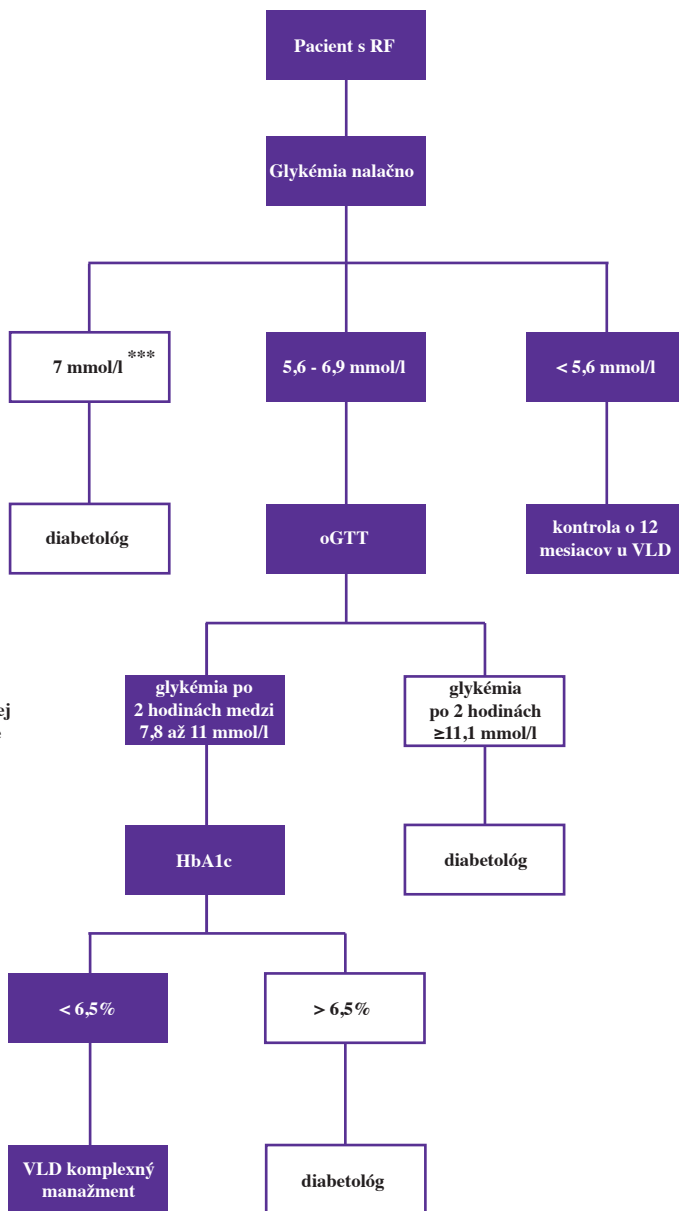 Pacient s RF
Glykémia nalačno
7 mmol/l ***
5,6 - 6,9 mmol/l
< 5,6 mmol/l
diabetológ
oGTT
kontrola o 12
mesiacov u VLD
glykémia po
2 hodinách medzi
7,8 až 11 mmol/l
glykémia
po 2 hodinách
≥11,1 mmol/l
ej
HbA1c
diabetológ
< 6,5%
> 6,5%
VLD komplexný
manažment
diabetológ